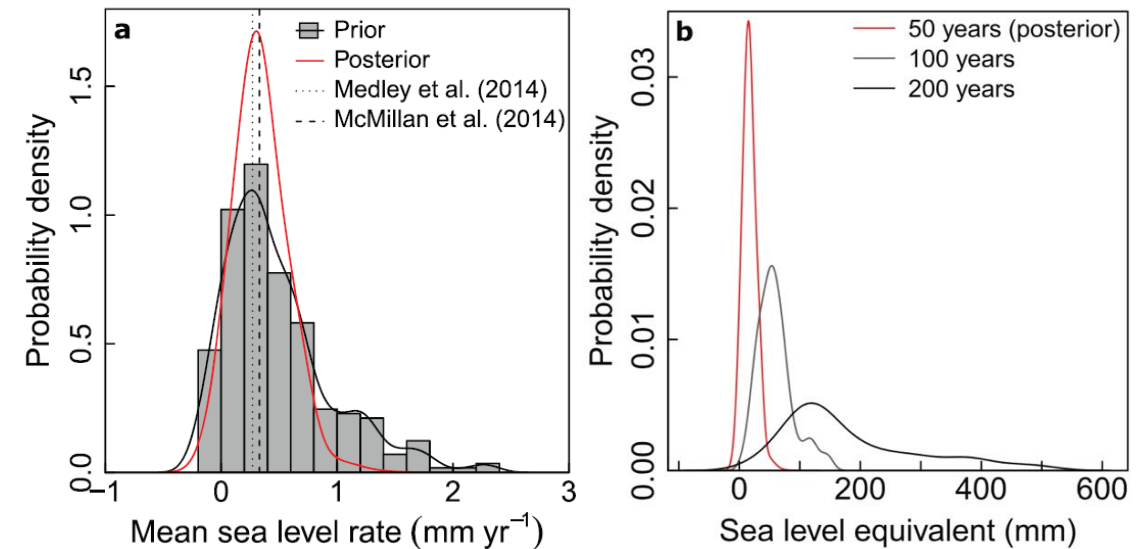 a
Prior
Posterior
Medley et al. (2014)
McMillan et al. (2014)
Probability density
0.0
0.5
1.0
1.5
−1
0
1
2
3
Mean sea level rate (mm yr⁻¹)
b
50 years (posterior)
100 years
200 years
Probability density
0.00
0.01
0.02
0.03
0
200
400
600
Sea level equivalent (mm)